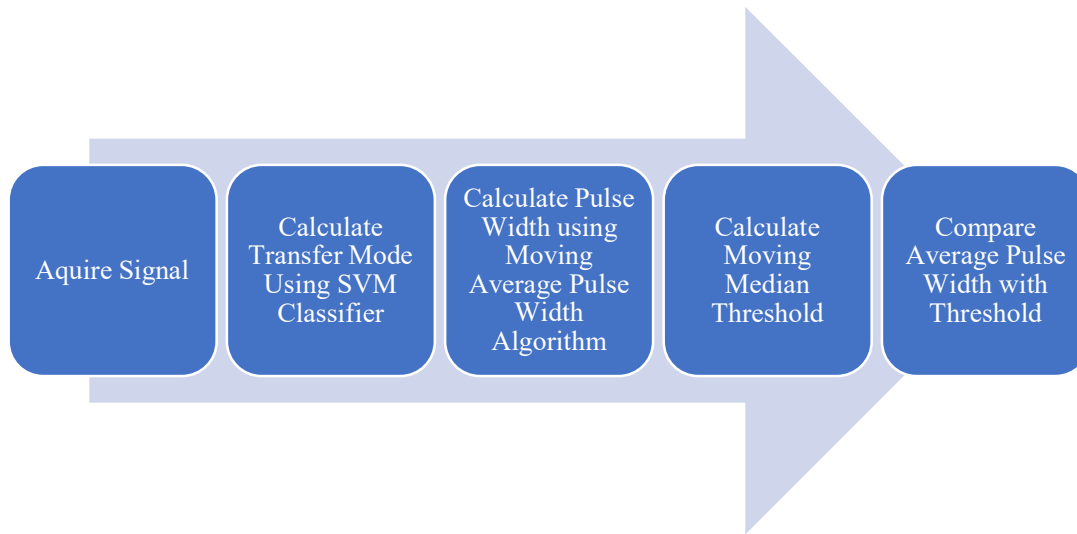 Aquire Signal
Calculate
Transfer Mode
Using SVM
Classifier
Calculate Pulse
Width using
Moving
Average Pulse
Width
Algorithm
Calculate
Moving
Median
Threshold
Compare
Average Pulse
Width with
Threshold